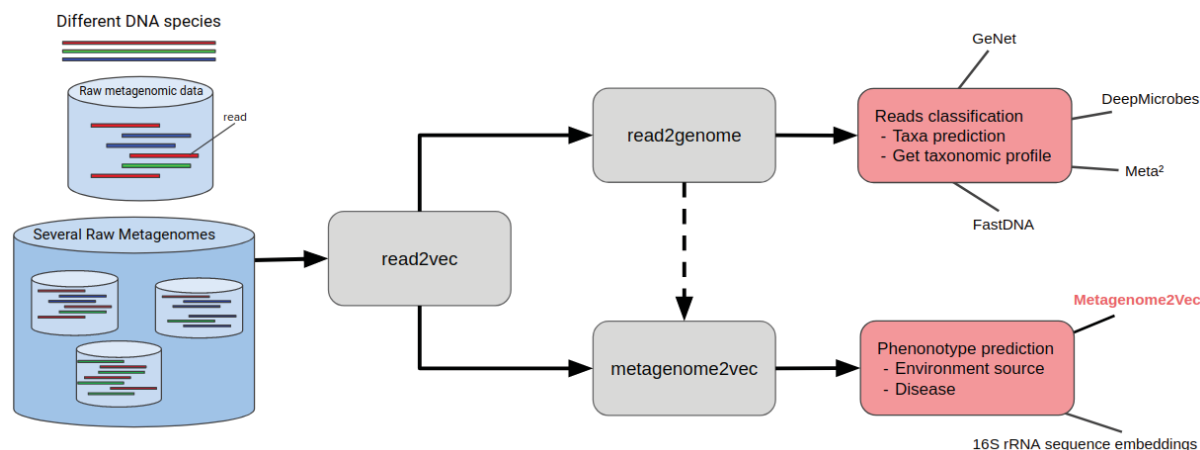 Different DNA species
Raw metagenomic data
read
Several Raw Metagenomes
read2vec
read2genome
metagenome2vec
GeNet
DeepMicrobes
Reads classification
- Taxa prediction
- Get taxonomic profile
Meta²
FastDNA
Metagenome2Vec
Phenonotype prediction
- Environment source
- Disease
16S rRNA sequence embeddings